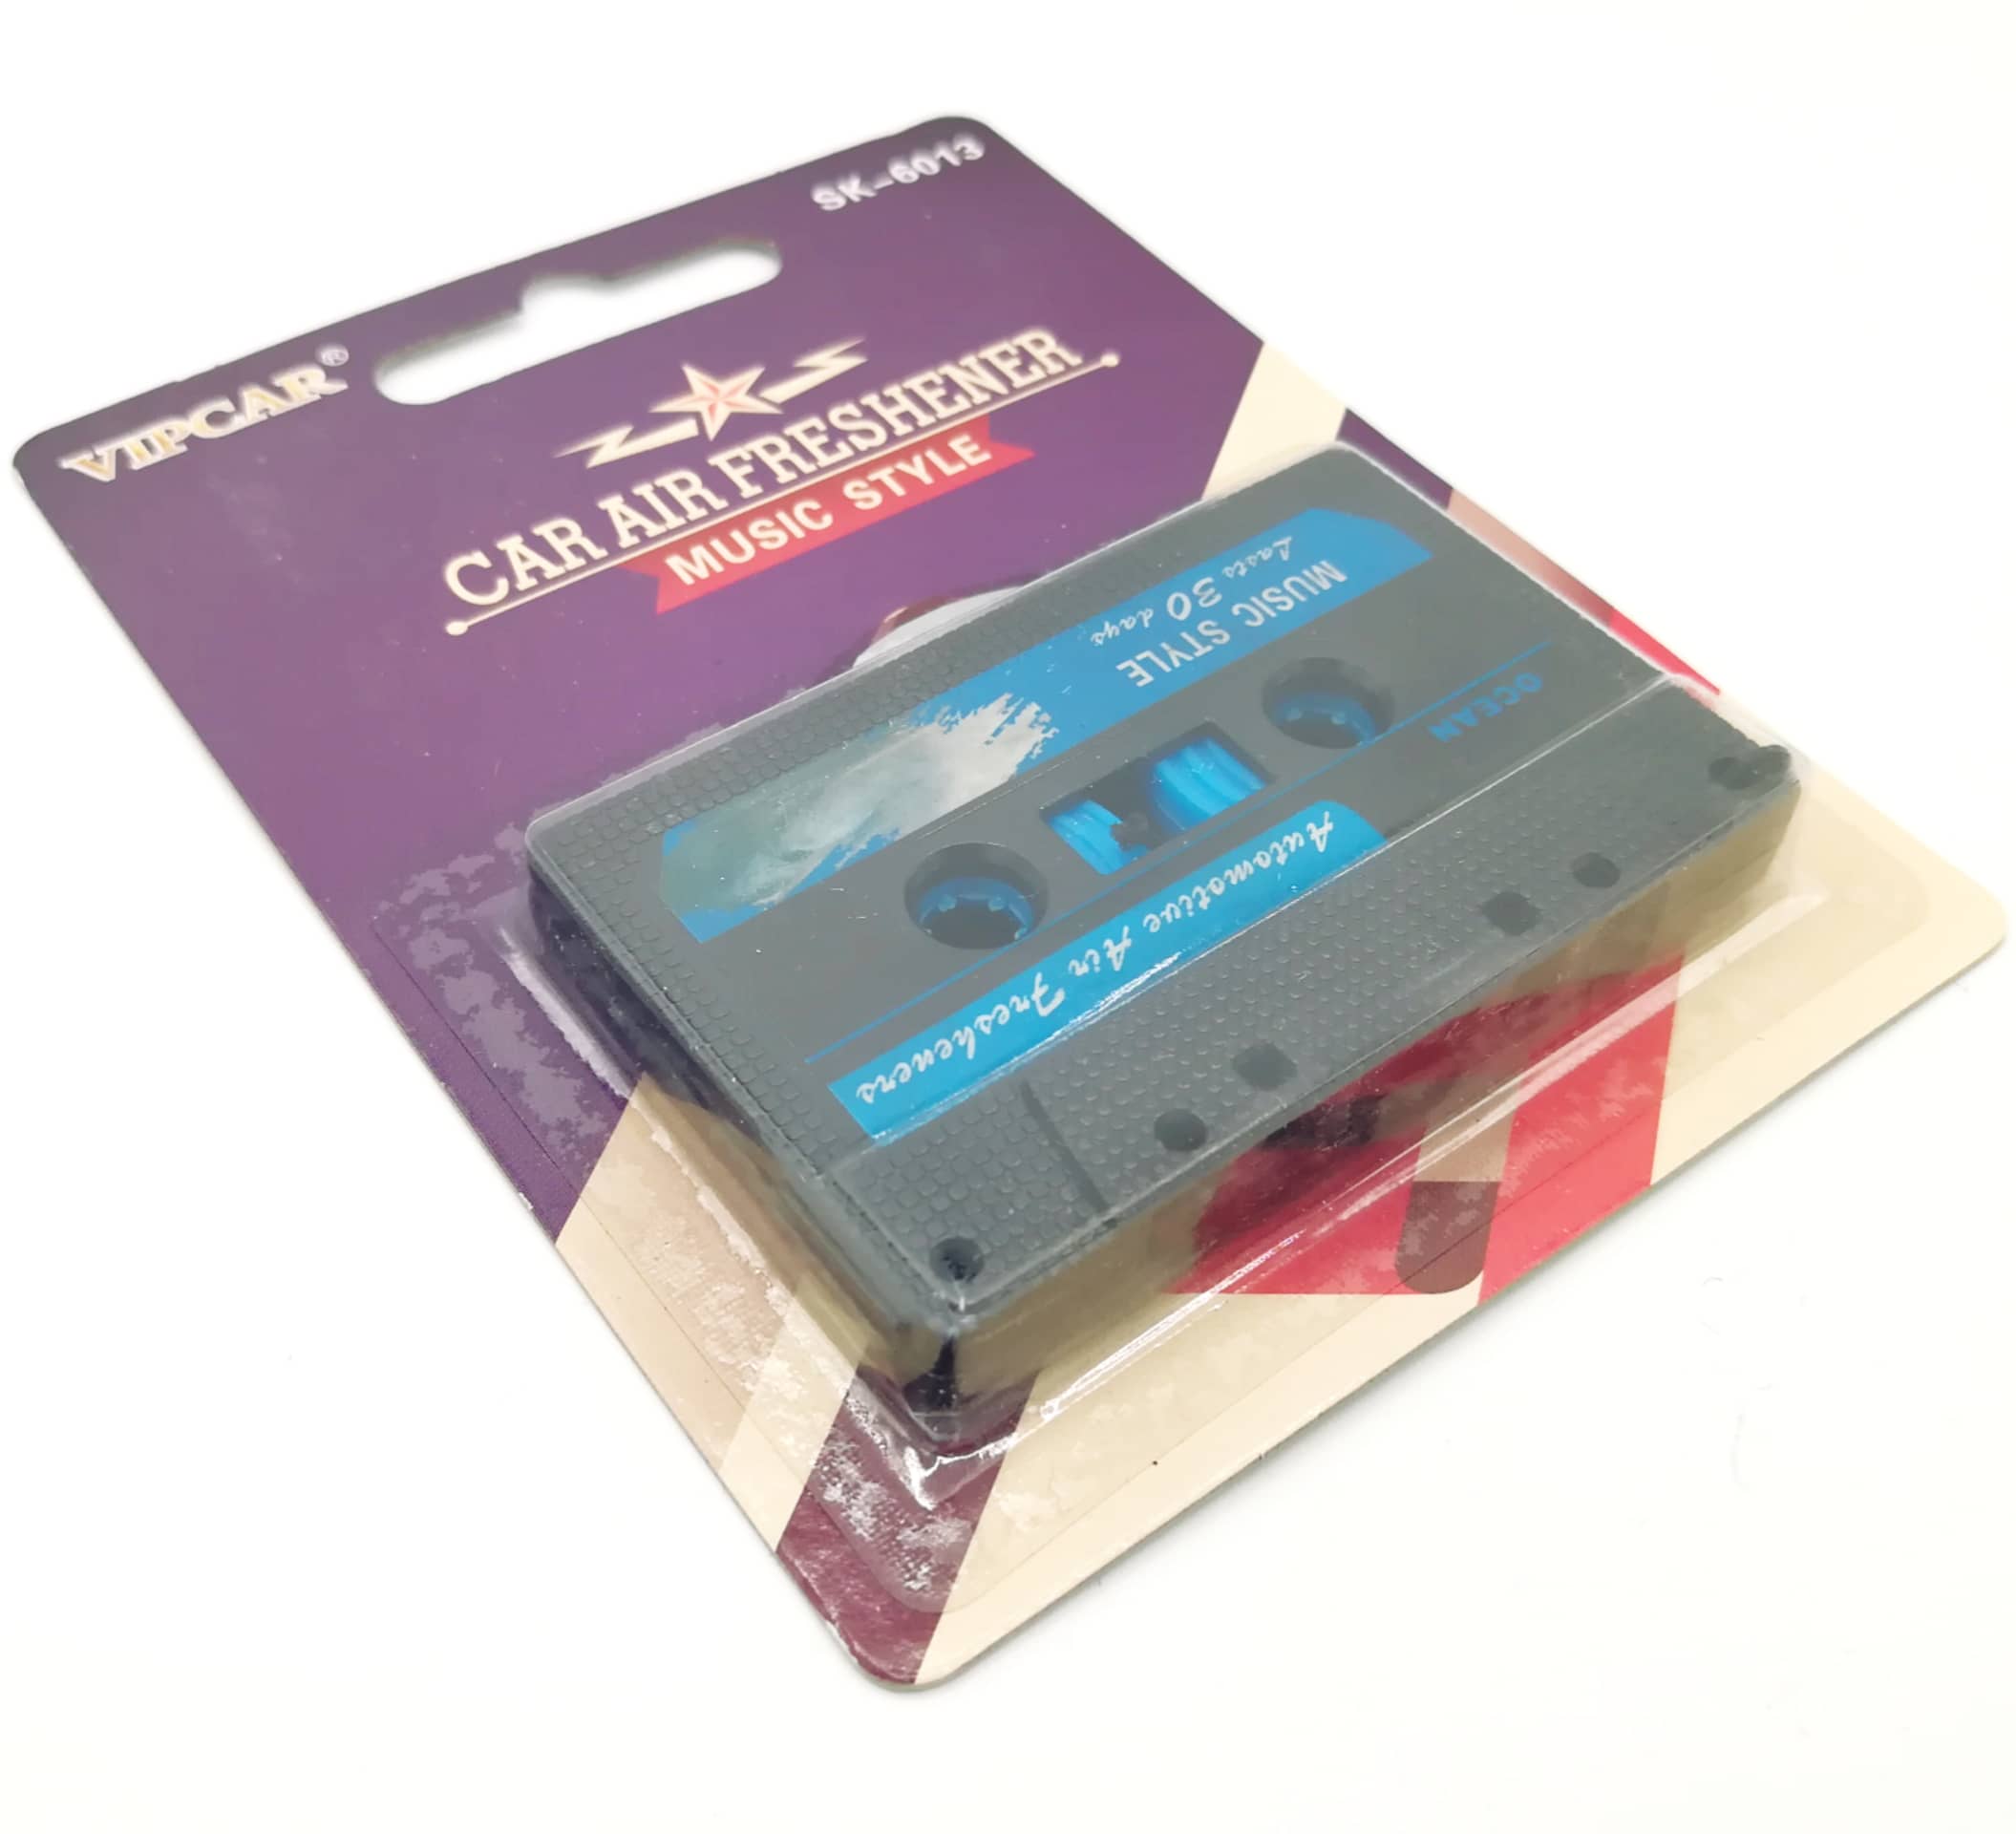 VIPCAR®
SK-6013
CAR AIR FRESHENER
MUSIC STYLE
Automotive Air Fresheners
OCEAN
MUSIC STYLE
Lasts 30 days